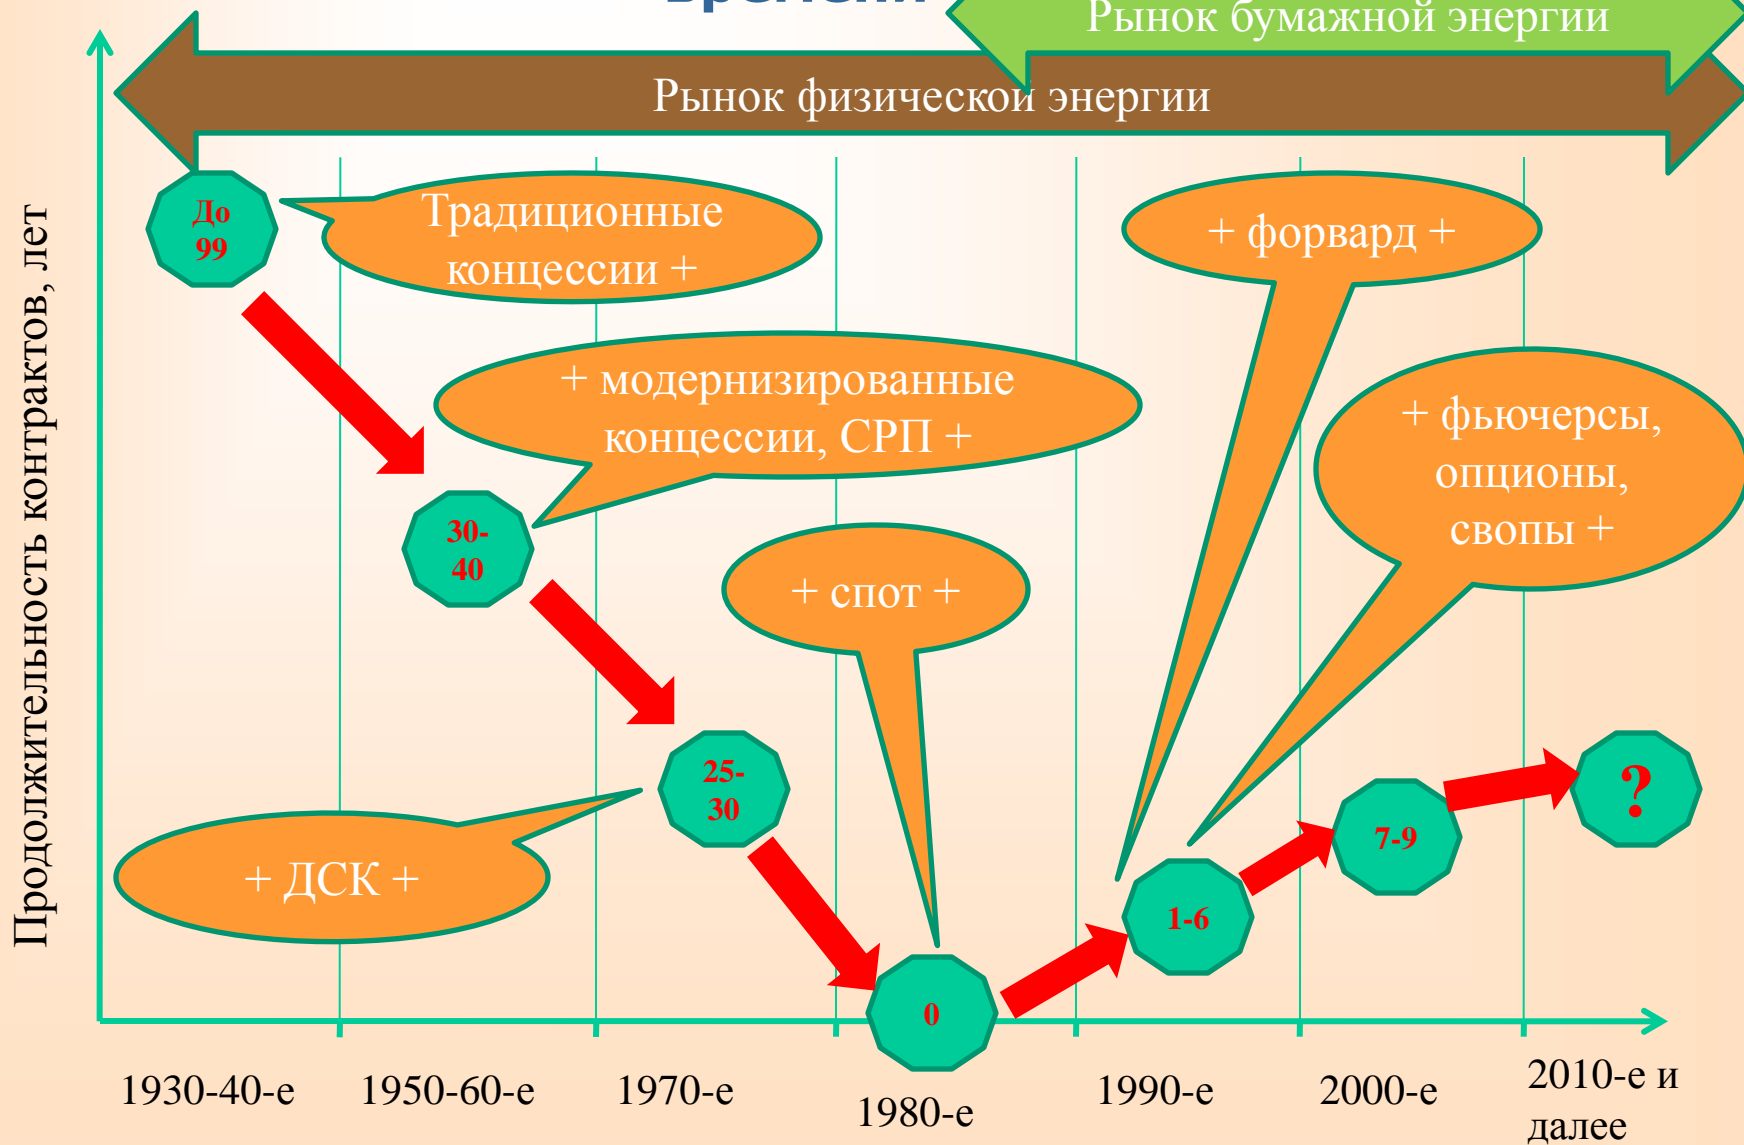 времени
Рынок бумажной энергии
Рынок физической энергии
Продолжительность контрактов, лет
До
99
Традиционные
концессии +
+ форвард +
+ модернизированные
концессии, СРП +
+ фьючерсы,
опционы,
свопы +
30-
40
+ спот +
25-
30
+ ДСК +
?
7-9
1-6
0
1930-40-е
1950-60-е
1970-е
1980-е
1990-е
2000-е
2010-е и
далее